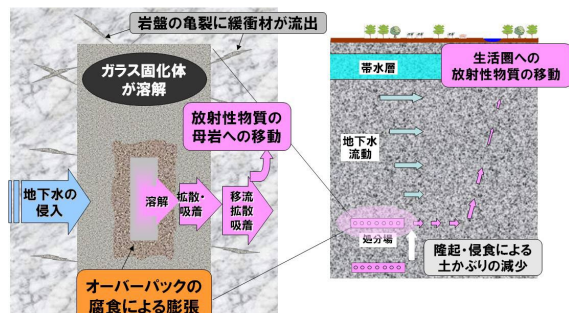 岩盤の亀裂に緩衝材が流出
ガラス固化体
が溶解
放射性物質の
母岩への移動
地下水の
侵入
溶解
拡散・
吸着
移流
拡散
吸着
オーバーパックの
腐食による膨張
生活圏への
放射性物質の移動
帯水層
地下水
流動
処分場
隆起・侵食による
土かぶりの減少